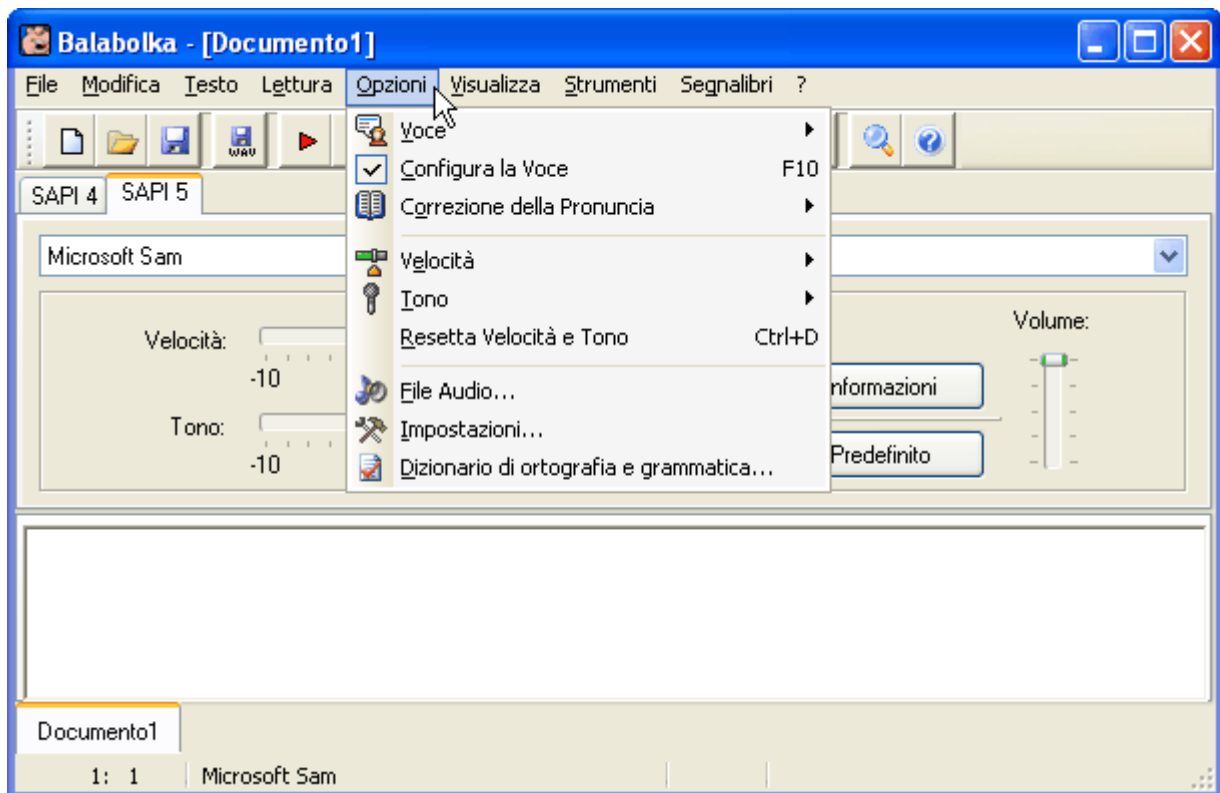 Balabolka - [Documento1]
File Modifica Testo Lettura Opzioni Visualizza Strumenti Segnalibri ?
WAV
SAPI 4 SAPI 5
Voce
Configura la Voce F10
Correzione della Pronuncia
Velocità
Tono
Resetta Velocità e Tono Ctrl+D
File Audio...
Impostazioni...
Dizionario di ortografia e grammatica...
Microsoft Sam
Velocità:
-10
Tono:
-10
nformazioni
Predefinito
Volume:
Documento1
1: 1 Microsoft Sam